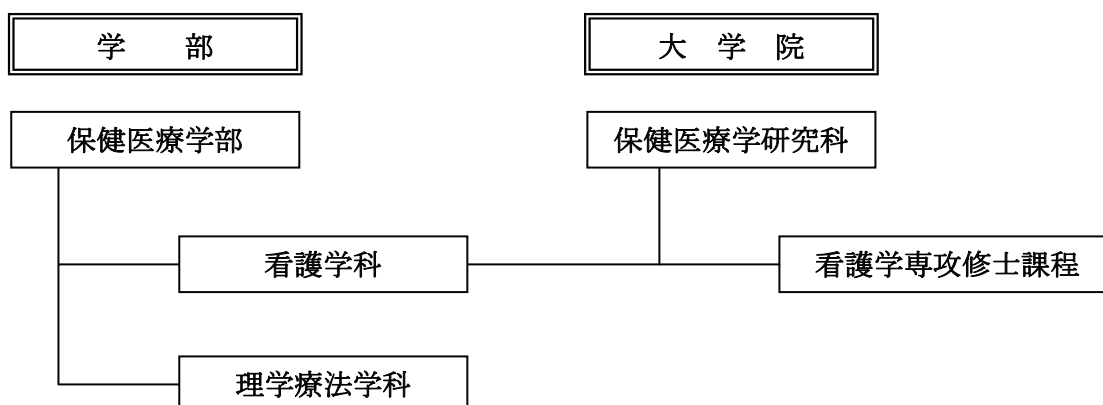 学 部
大 学 院
保健医療学部
保健医療学研究科
看護学科
看護学専攻修士課程
理学療法学科